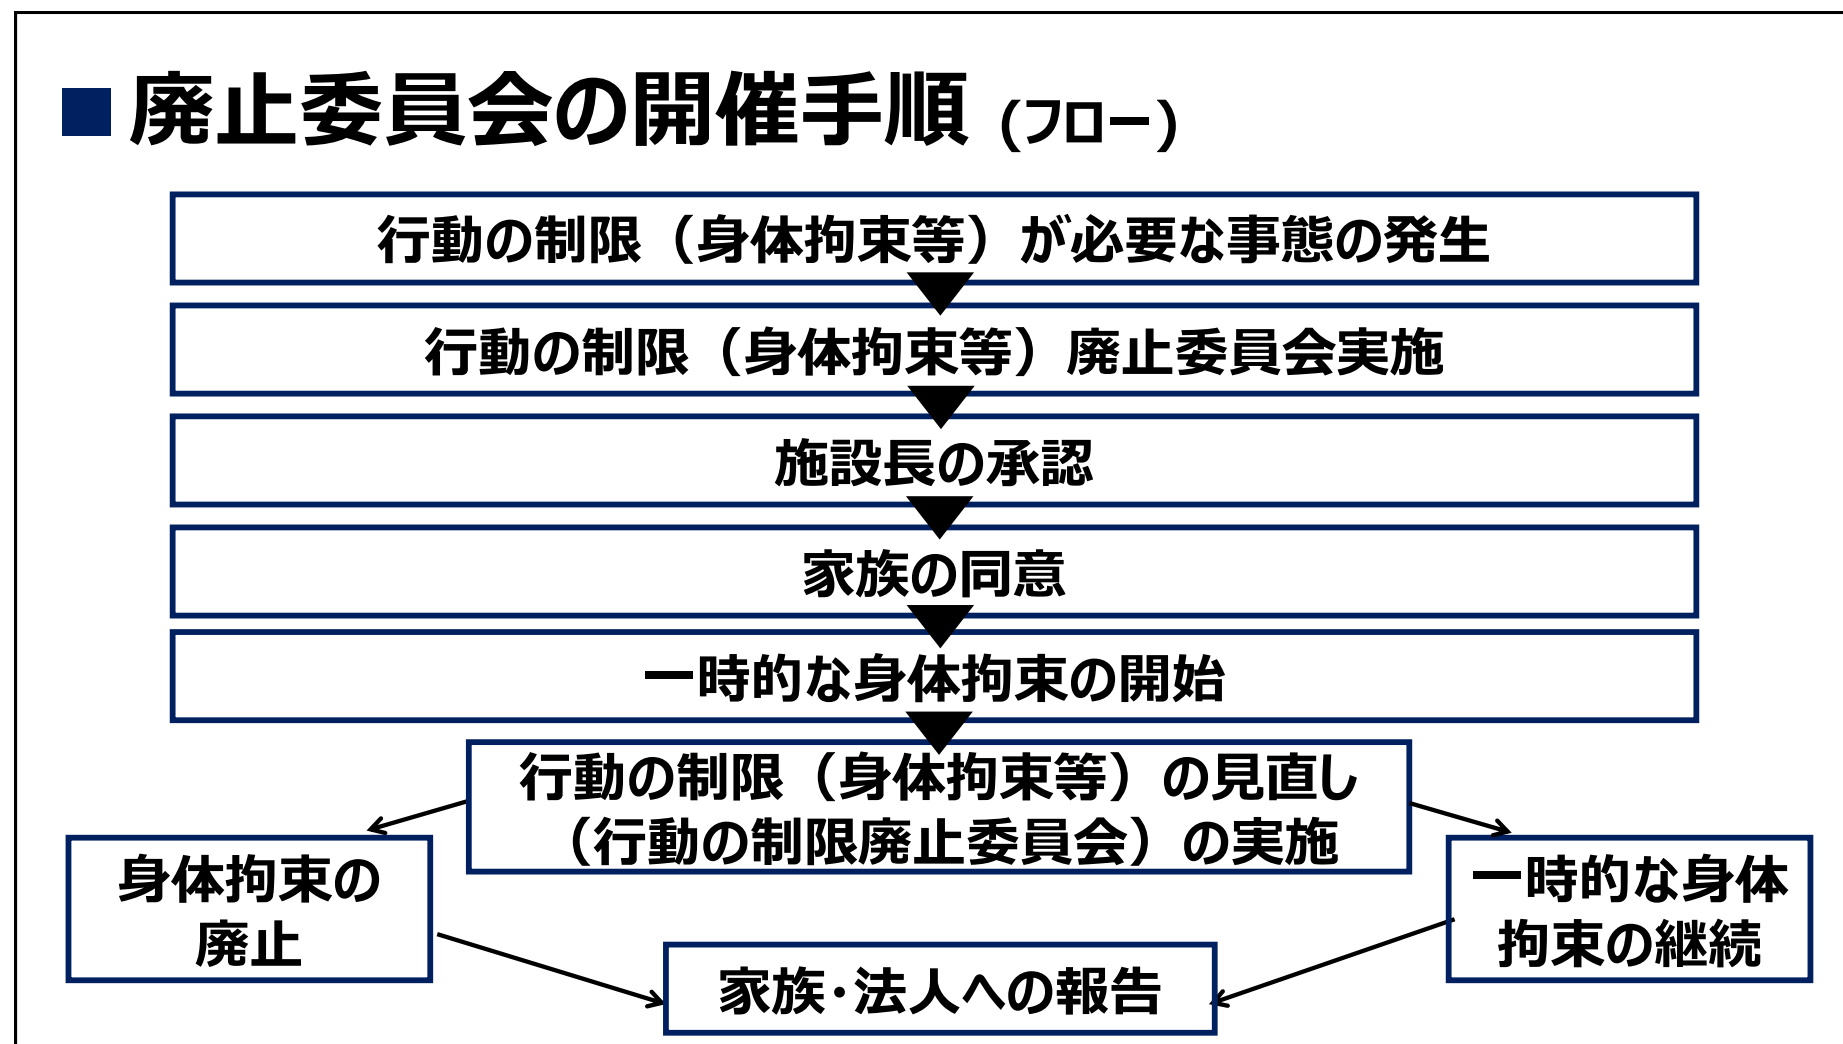 ■廃止委員会の開催手順 (フロー)
行動の制限（身体拘束等）が必要な事態の発生
行動の制限（身体拘束等）廃止委員会実施
施設長の承認
家族の同意
一時的な身体拘束の開始
行動の制限（身体拘束等）の見直し
（行動の制限廃止委員会）の実施
身体拘束の
廃止
一時的な身体
拘束の継続
家族・法人への報告